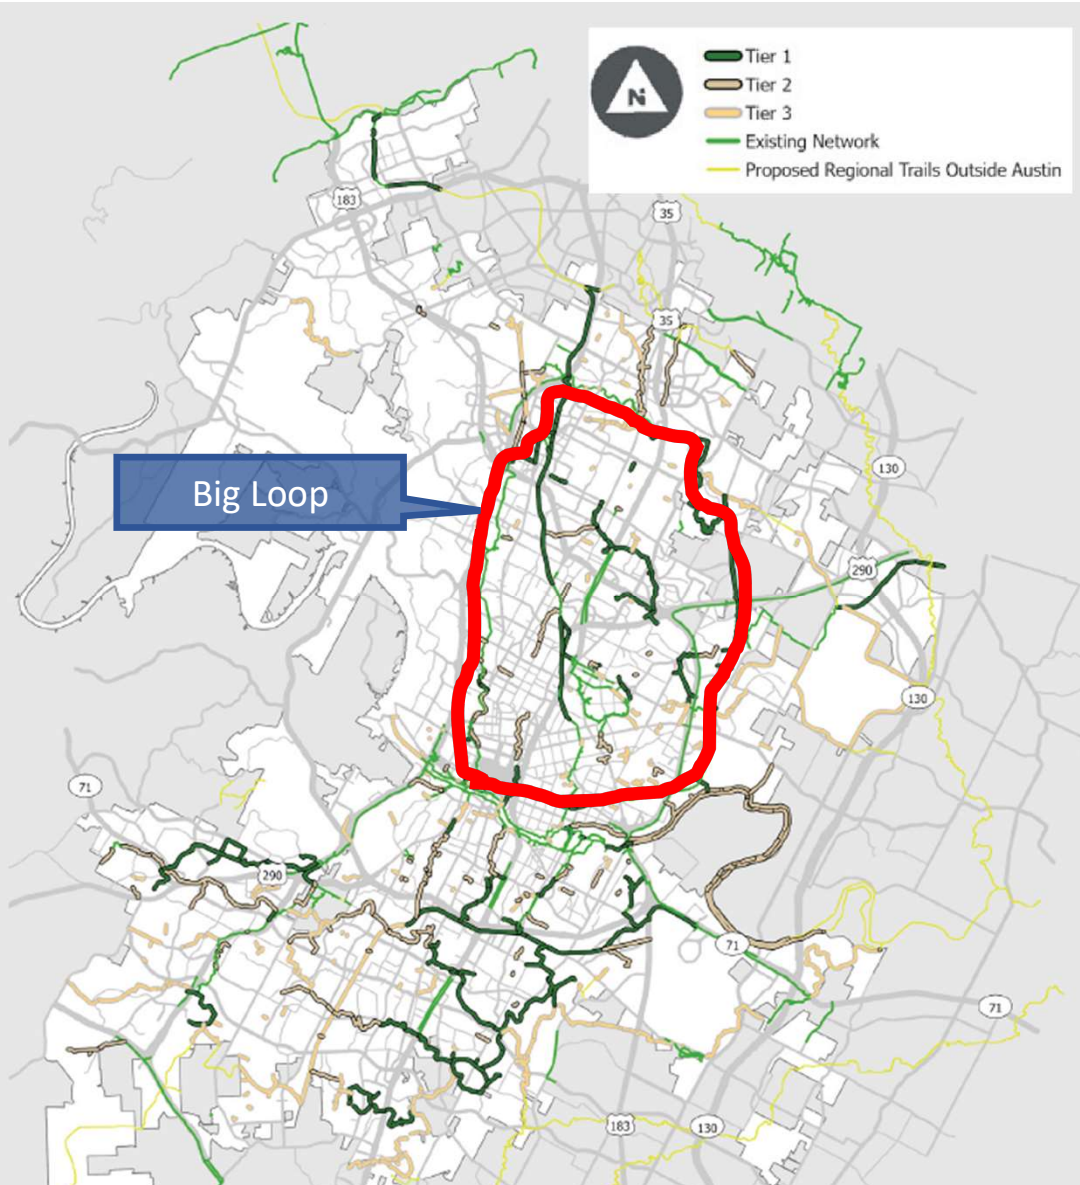 N
Tier 1
Tier 2
Tier 3
Existing Network
Proposed Regional Trails Outside Austin
183
35
35
Big Loop
130
290
130
71
290
71
71
183
130